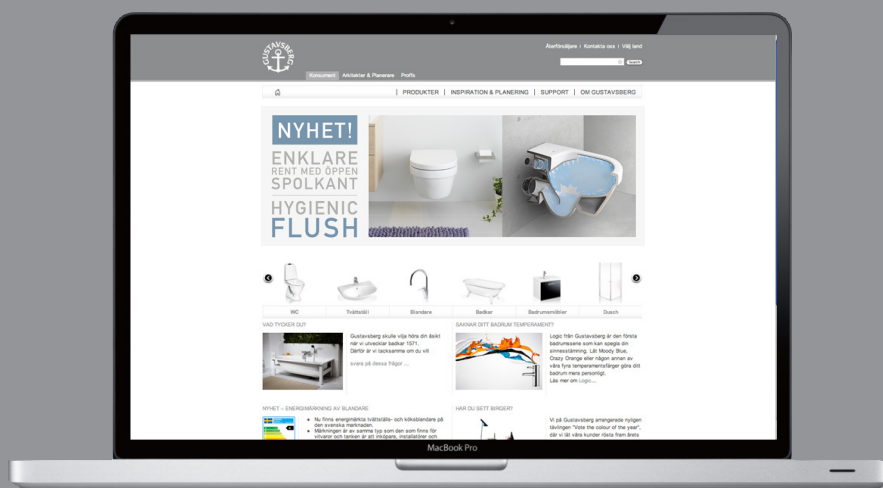 GUSTAVSBERG
Återförsäljare | Kontakta oss | Välj land
Search
Konsument Arkitekter & Planerare Proffs
PRODUKTER | INSPIRATION & PLANERING | SUPPORT | OM GUSTAVSBERG
NYHET!
ENKLARE
RENT MED ÖPPEN
SPOLKANT
HYGIENIC
FLUSH
WC Tvättställ Blandare Badkar Badrumsmöbler Dusch
VAD TYCKER DU?
Gustavsberg skulle vilja höra din åsikt
när vi utvecklar badkar 1571.
Därför är vi tacksamma om du vill
svara på dessa frågor ...
SAKNAR DITT BADRUM TEMPERAMENT?
Logic från Gustavsberg är den första
badrumsserie som kan spegla din
sinnesstämning. Låt Moody Blue,
Crazy Orange eller någon annan av
våra fyra temperamentsfärger göra ditt
badrum mera personligt.
Läs mer om Logic...
NYHET – ENERGIMÄRKNING AV BLANDARE
Nu finns energimärkta tvättställs- och köksblandare på
den svenska marknaden.
Märkningen är av samma typ som den som finns för
vitvaror och tanken är att inköpare, installatörer och
HAR DU SETT BIRGER?
Vi på Gustavsberg arrangerade nyligen
tävlingen "Vote the colour of the year",
där vi lät våra kunder rösta fram årets
MacBook Pro